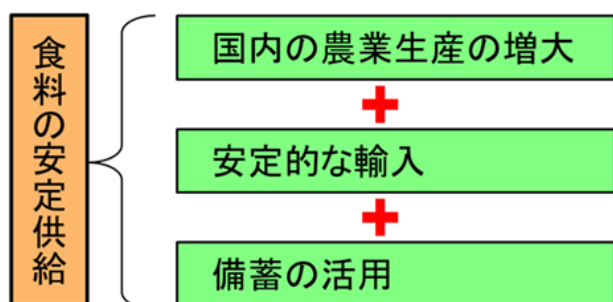 食料の安定供給
国内の農業生産の増大
+
安定的な輸入
+
備蓄の活用